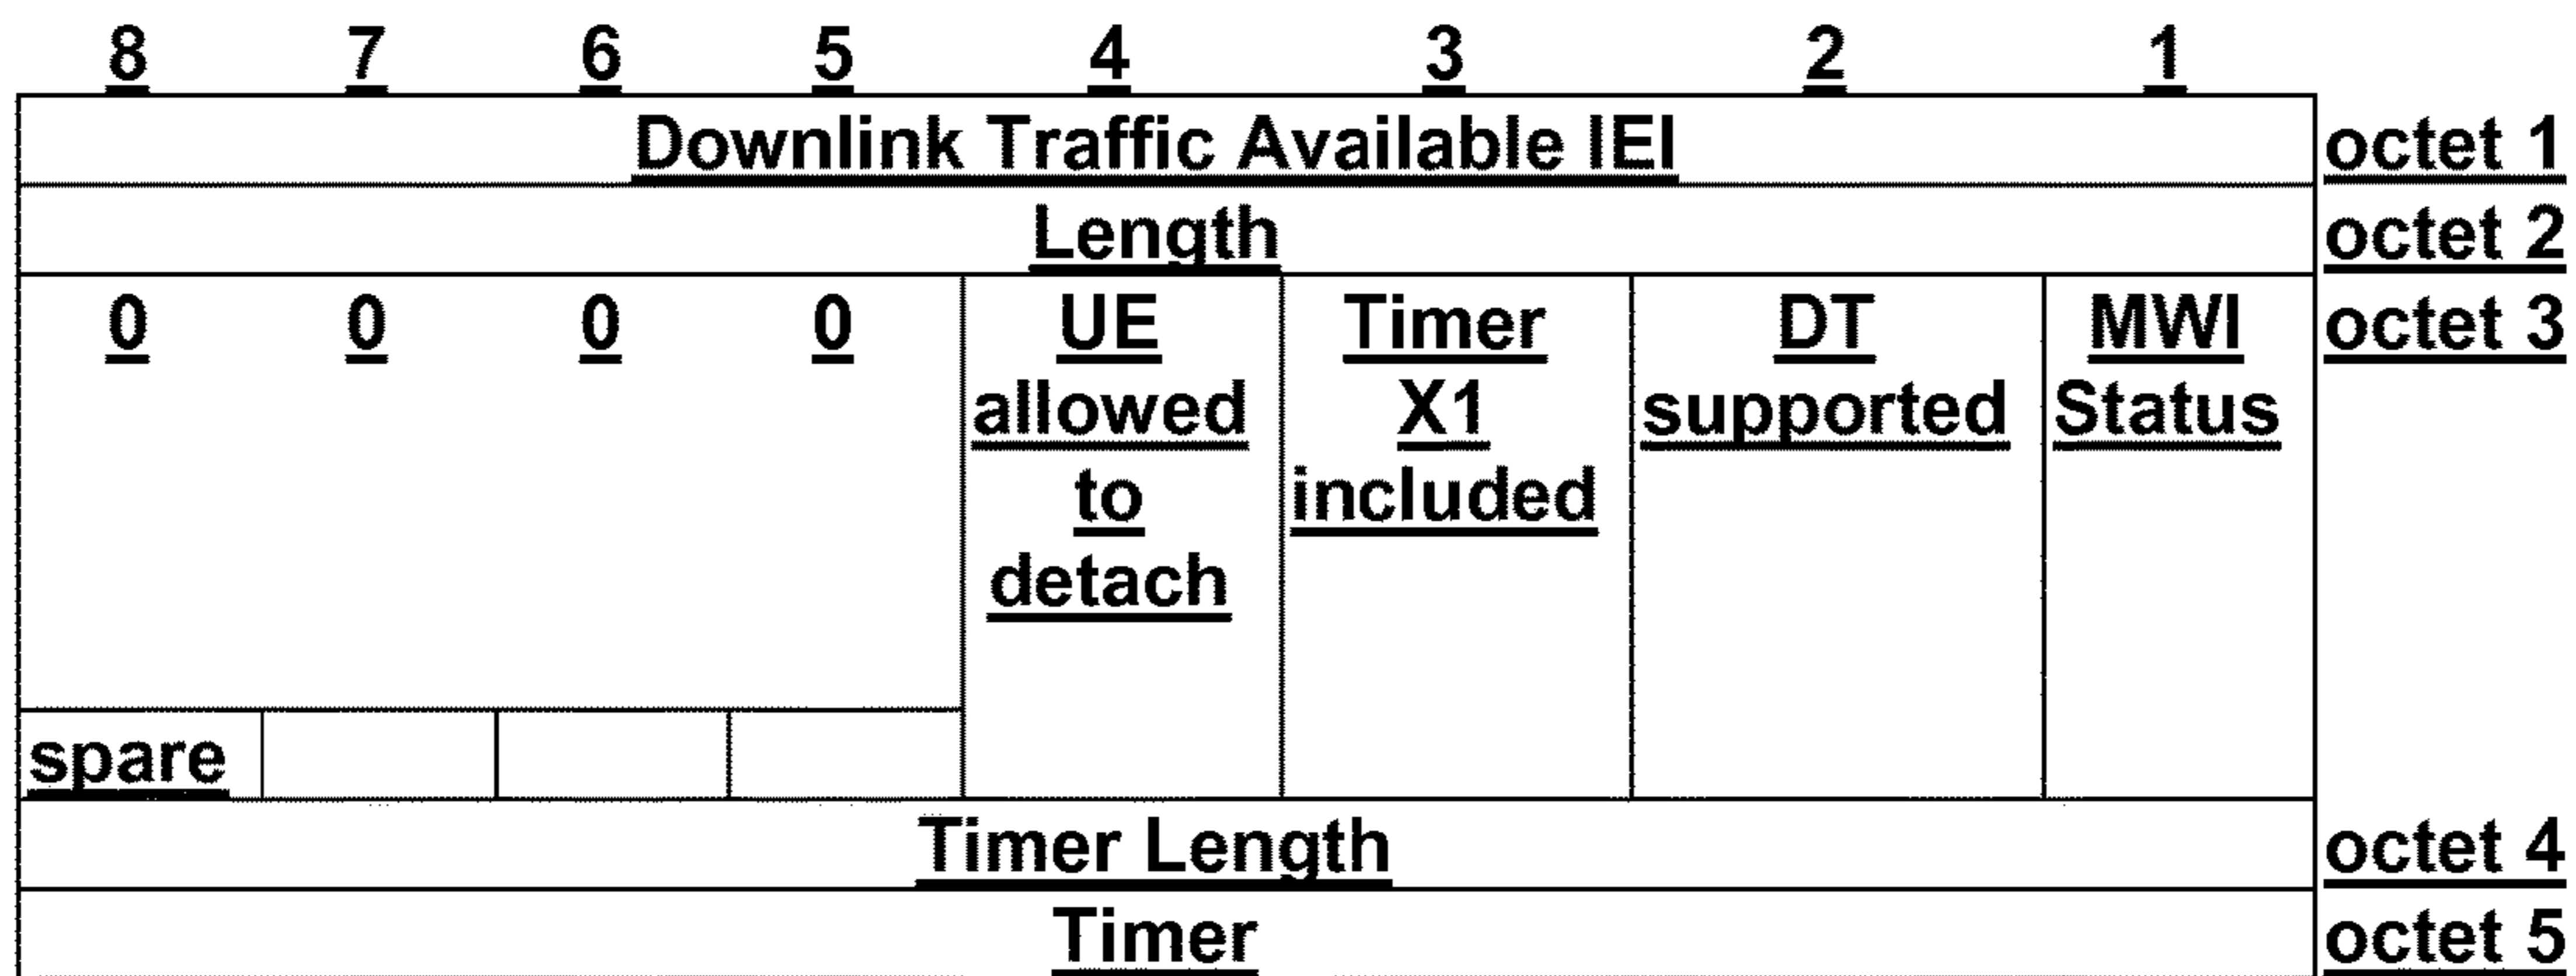 8 7 6 5 4 3 2 1
Downlink Traffic Available IEI octet 1
Length octet 2
0 0 0 0 UE Timer DT MWI octet 3
allowed X1 supported Status
to included
detach
spare
Timer Length octet 4
Timer octet 5